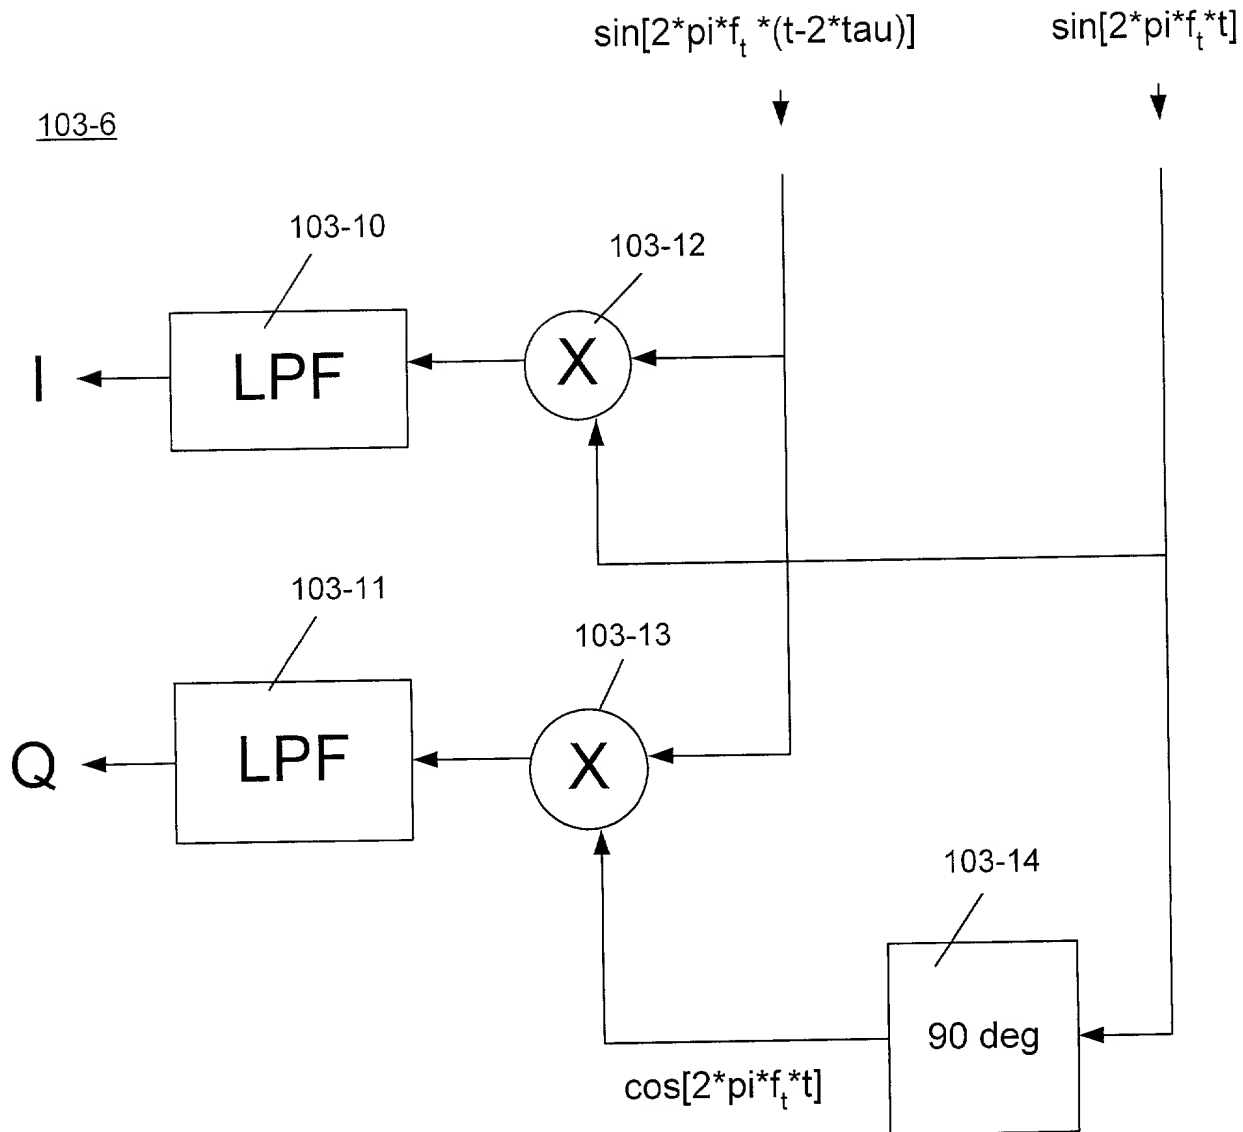 sin[2*pi*f_t *(t-2*tau)]
sin[2*pi*f_t*t]
103-6
103-10
103-12
I
LPF
X
103-11
103-13
Q
LPF
X
103-14
90 deg
cos[2*pi*f_t*t]